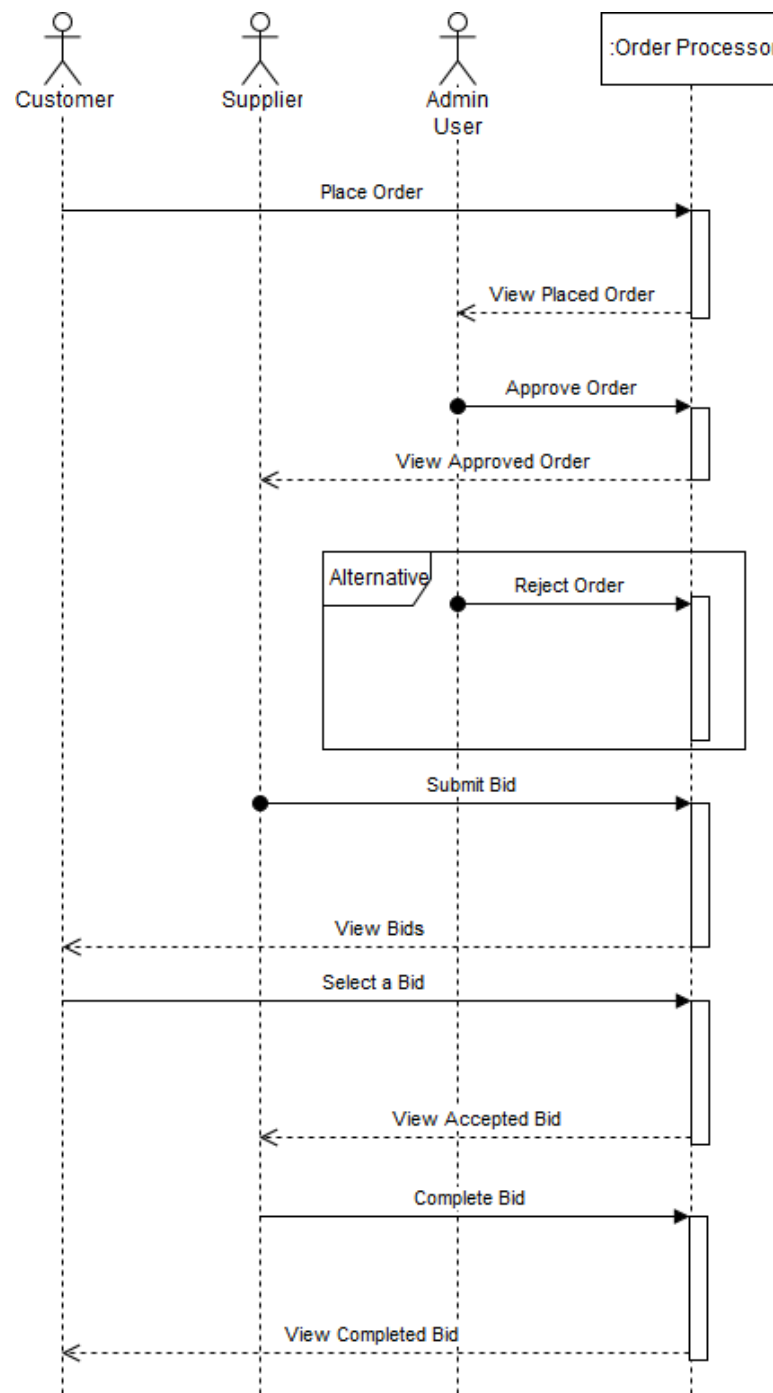 Customer
Supplier
Admin
User
:Order Processor
Place Order
View Placed Order
Approve Order
View Approved Order
Alternative
Reject Order
Submit Bid
View Bids
Select a Bid
View Accepted Bid
Complete Bid
View Completed Bid